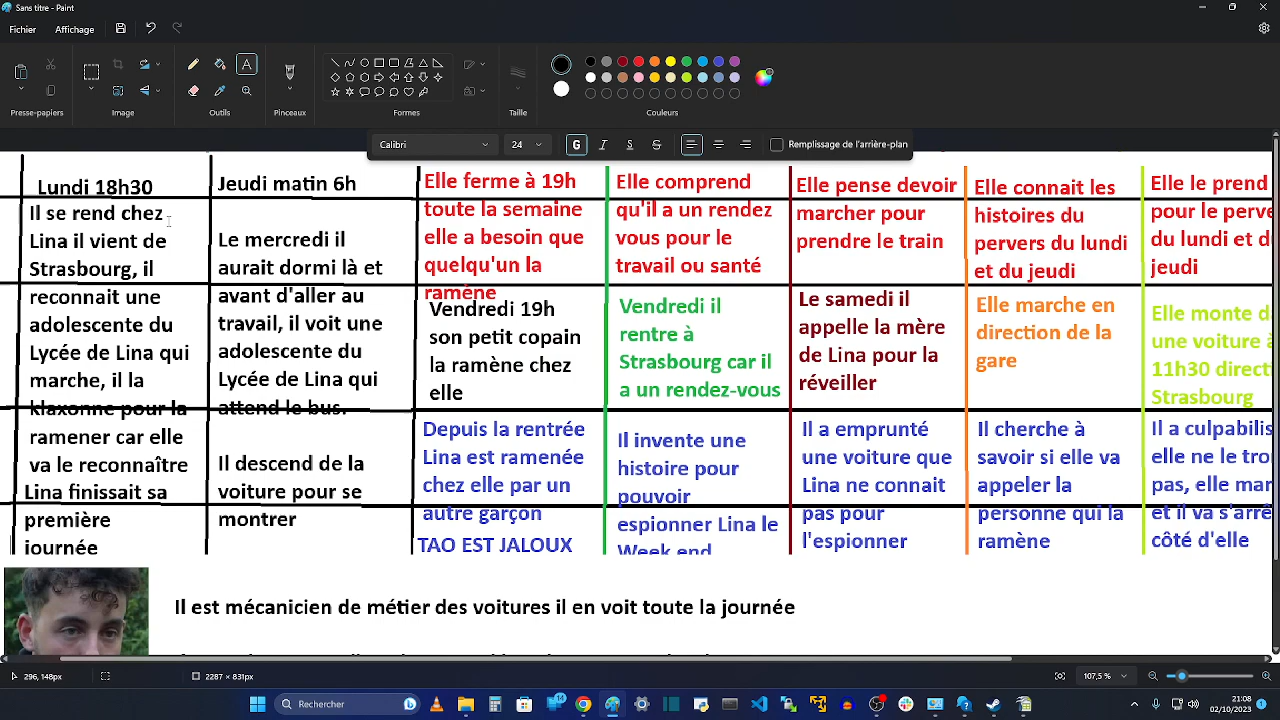 Sans titre - Paint
Fichier
Affichage
Presse-papiers
Image
Outils
Pinceaux
Formes
Taille
Couleurs
Calibri
24
G
I
S
S
Remplissage de l'arrière-plan
Lundi 18h30
Il se rend chez
Lina il vient de
Strasbourg, il
reconnait une
adolescente du
Lycée de Lina qui
marche, il la
klaxonne pour la
ramener car elle
va le reconnaître
Lina finissait sa
première
journée
Jeudi matin 6h
Le mercredi il
aurait dormi là et
avant d'aller au
travail, il voit une
adolescente du
Lycée de Lina qui
attend le bus.
Il descend de la
voiture pour se
montrer
Elle ferme à 19h
toute la semaine
elle a besoin que
quelqu'un la
ramène
Vendredi 19h
son petit copain
la ramène chez
elle
Depuis la rentrée
Lina est ramenée
chez elle par un
autre garçon
TAO EST JALOUX
Elle comprend
qu'il a un rendez
vous pour le
travail ou santé
Vendredi il
rentre à
Strasbourg car il
a un rendez-vous
Il invente une
histoire pour
pouvoir
espionner Lina le
Week end
Elle pense devoir
marcher pour
prendre le train
Le samedi il
appelle la mère
de Lina pour la
réveiller
Il a emprunté
une voiture que
Lina ne connait
pas pour
l'espionner
Elle connait les
histoires du
pervers du lundi
et du jeudi
Elle marche en
direction de la
gare
Il cherche à
savoir si elle va
appeler la
personne qui la
ramène
Elle le prend
pour le perve
du lundi et d
jeudi
Elle monte d
une voiture à
11h30 direct
Strasbourg
Il a culpabilis
elle ne le tro
pas, elle mar
et il va s'arrê
côté d'elle
Il est mécanicien de métier des voitures il en voit toute la journée
296, 148px
2287 × 831px
107,5 %
Rechercher
21:08
02/10/2023